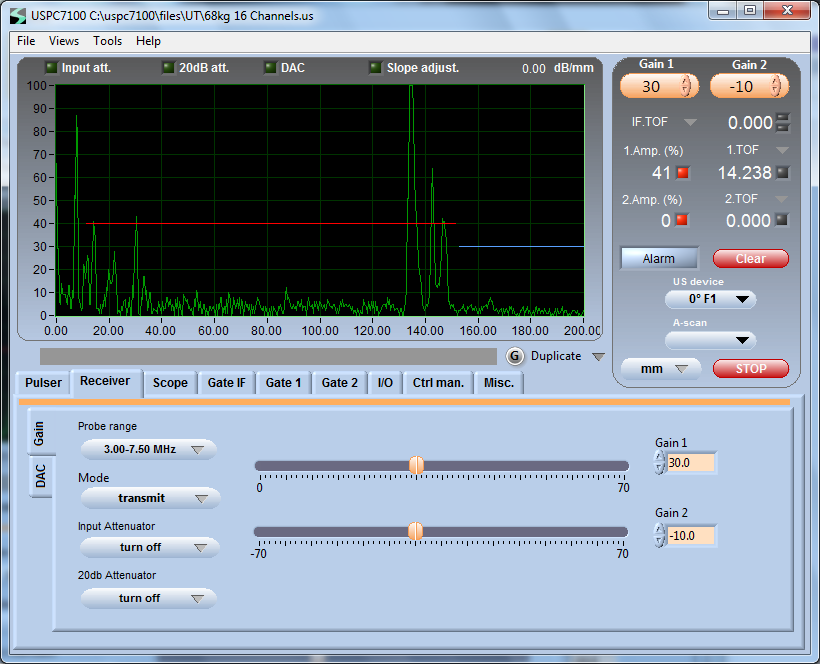 USPC7100 C:\uspc7100\files\UT\68kg 16 Channels.us
File Views Tools Help
Input att. 20dB att. DAC Slope adjust. 0.00 dB/mm
100
90
80
70
60
50
40
30
20
10
0
0.00 20.00 40.00 60.00 80.00 100.00 120.00 140.00 160.00 180.00 200.00
Gain 1 Gain 2
30 -10
IF.TOF 0.000
1.Amp. (%) 1.TOF
41 14.238
2.Amp. (%) 2.TOF
0 0.000
Alarm Clear
US device
0° F1
A-scan
mm STOP
G Duplicate
Pulser Receiver Scope Gate IF Gate 1 Gate 2 I/O Ctrl man. Misc.
Gain
DAC
Probe range
3.00-7.50 MHz
Mode
transmit
Input Attenuator
turn off
20db Attenuator
turn off
0 70
Gain 1
30.0
-70 70
Gain 2
-10.0